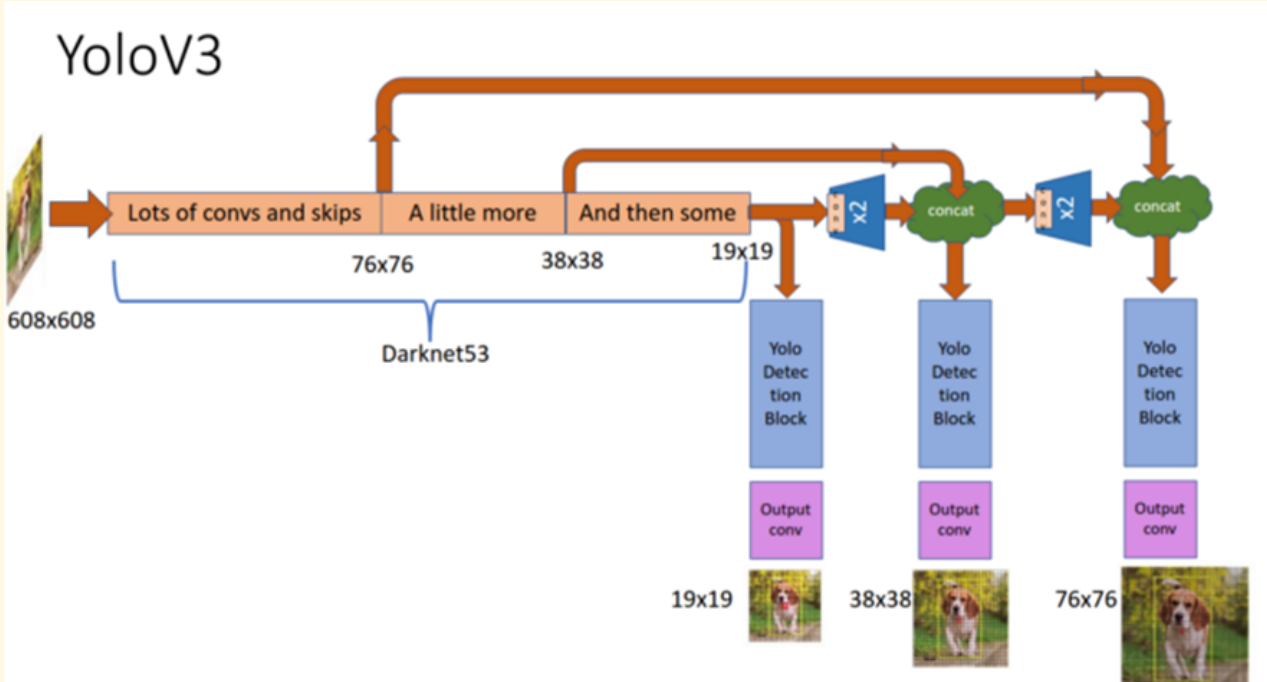 YoloV3
Lots of convs and skips
A little more
And then some
x2
concat
x2
concat
76x76
38x38
19x19
608x608
Darknet53
Yolo
Detec
tion
Block
Yolo
Detec
tion
Block
Yolo
Detec
tion
Block
Output
conv
Output
conv
Output
conv
19x19
38x38
76x76